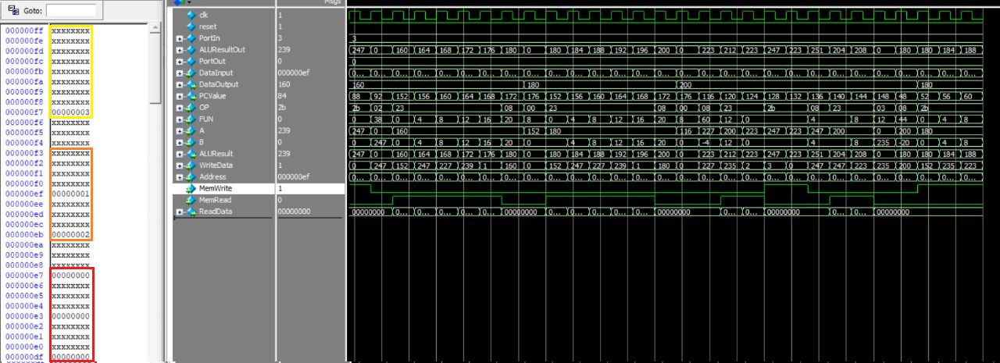 Goto:
000000ff xxxxxxxx
000000fe xxxxxxxx
000000fd xxxxxxxx
000000fc xxxxxxxx
000000fb xxxxxxxx
000000fa xxxxxxxx
000000f9 xxxxxxxx
000000f8 xxxxxxxx
000000f7 00000003
000000f6 xxxxxxxx
000000f5 xxxxxxxx
000000f4 xxxxxxxx
000000f3 xxxxxxxx
000000f2 xxxxxxxx
000000f1 xxxxxxxx
000000f0 xxxxxxxx
000000ef 00000001
000000ee xxxxxxxx
000000ed xxxxxxxx
000000ec xxxxxxxx
000000eb 00000002
000000ea xxxxxxxx
000000e9 xxxxxxxx
000000e8 xxxxxxxx
000000e7 00000000
000000e6 xxxxxxxx
000000e5 xxxxxxxx
000000e4 xxxxxxxx
000000e3 00000000
000000e2 xxxxxxxx
000000e1 xxxxxxxx
000000e0 xxxxxxxx
000000df 00000000
Msgs
clk 1
reset 1
PortIn 3 3
ALUResultOut 239 247 0 160 164 168 172 176 180 0 180 184 188 192 196 200 0 223 212 223 247 223 251 204 208 0 180 180 184 188
PortOut 0 0
DataInput 000000ef 0... 0... 0... 0... 0... 0... 0... 0... 0... 0... 0... 0... 0... 0... 0... 0... 0... 0... 0... 0... 0... 0... 0... 0... 0... 0... 0... 0... 0...
DataOutput 160 160 180 200 180
PCValue 84 88 92 152 156 160 164 168 172 176 152 156 160 164 168 172 176 116 120 124 128 132 136 140 144 148 48 52 56 60
OP 2b 2b 02 23 08 00 23 08 00 08 23 2b 08 23 03 08 2b
FUN 0 0 38 0 4 8 12 16 20 8 0 4 8 12 16 20 8 60 12 0 4 8 12 44 0 4 8
A 239 247 0 160 152 180 116 227 200 223 247 223 247 200 0 200 180
B 0 0 247 0 4 8 12 16 20 0 4 8 12 16 20 0 -4 12 0 4 8 235 -20 0 4 8
ALUResult 239 247 0 160 164 168 172 176 180 0 180 184 188 192 196 200 0 223 212 223 247 223 251 204 208 0 180 180 184 188
WriteData 1 0 247 152 247 227 239 1 160 0 152 247 227 239 1 180 0 227 235 2 3 0 247 247 223 235 200 152 235 223
Address 000000ef 0... 0... 0... 0... 0... 0... 0... 0... 0... 0... 0... 0... 0... 0... 0... 0... 0... 0... 0... 0... 0... 0... 0... 0... 0... 0... 0... 0... 0...
MemWrite 1
MemRead 0
ReadData 00000000 00000000 0... 0... 0... 0... 0... 00000000 0... 0... 0... 0... 0... 00000000 0... 0... 00000000 0... 0... 00000000